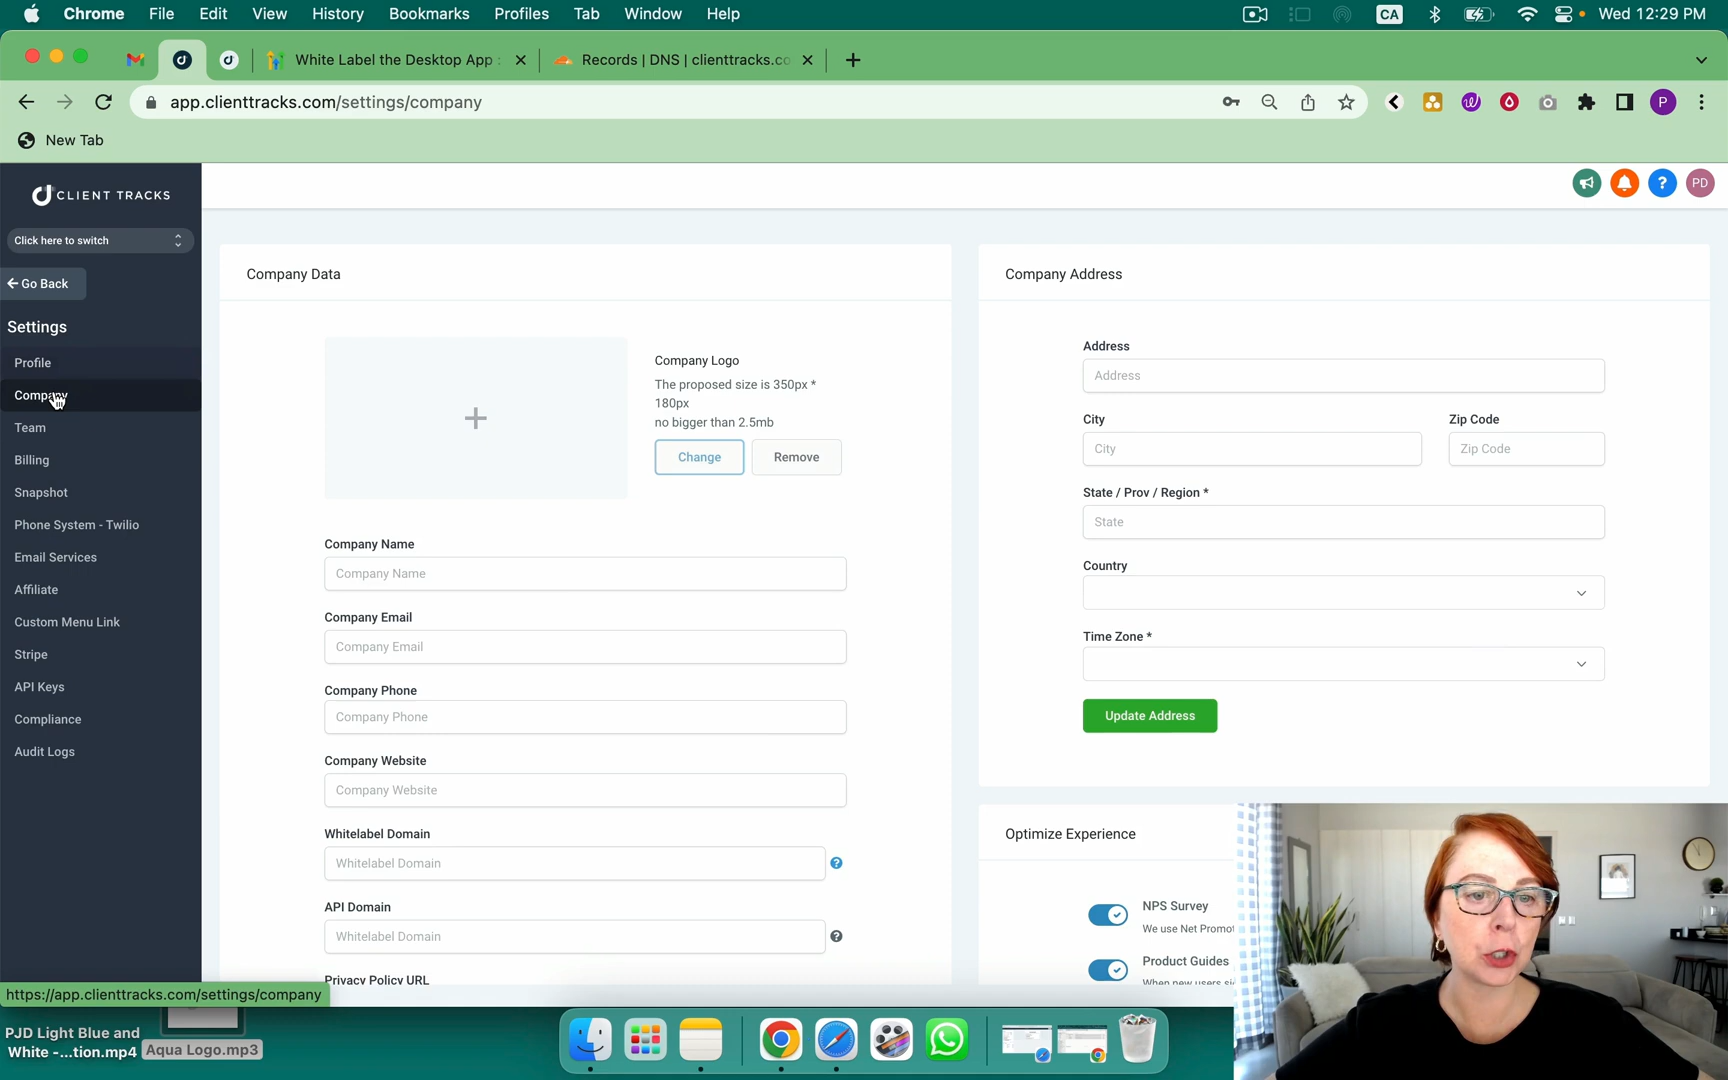 Chrome File Edit View History Bookmarks Profiles Tab Window Help
CA Wed 12:29 PM
White Label the Desktop App
Records | DNS | clienttracks.co
app.clienttracks.com/settings/company
P
New Tab
CLIENT TRACKS
PD
Click here to switch
Go Back
Settings
Profile
Company
Team
Billing
Snapshot
Phone System - Twilio
Email Services
Affiliate
Custom Menu Link
Stripe
API Keys
Compliance
Audit Logs
Company Data
Company Logo
The proposed size is 350px *
180px
no bigger than 2.5mb
Change Remove
Company Name
Company Name
Company Email
Company Email
Company Phone
Company Phone
Company Website
Company Website
Whitelabel Domain
Whitelabel Domain
API Domain
Whitelabel Domain
Privacy Policy URL
Company Address
Address
Address
City Zip Code
City Zip Code
State / Prov / Region *
State
Country
Time Zone *
Update Address
Optimize Experience
NPS Survey
We use Net Promot
Product Guides
When new users si
https://app.clienttracks.com/settings/company
PJD Light Blue and
White -...tion.mp4
Aqua Logo.mp3